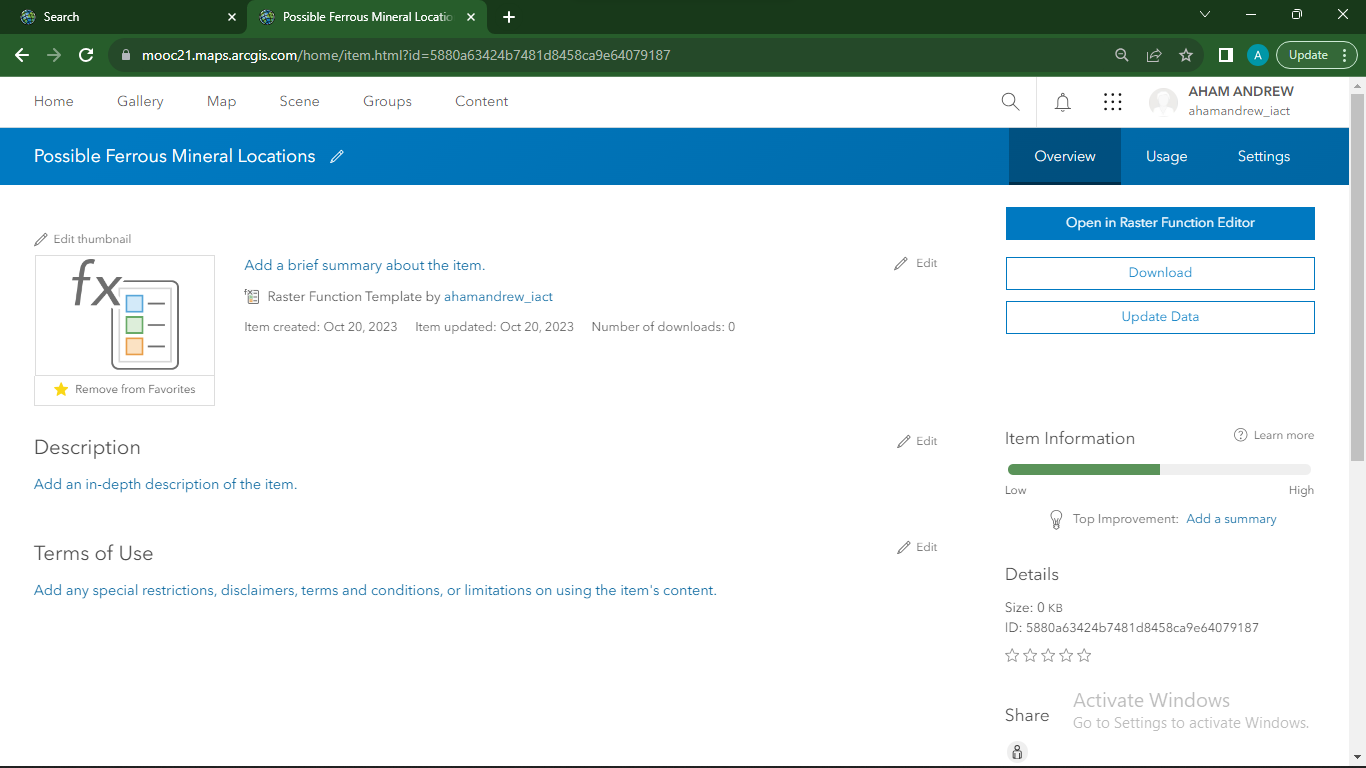 Search
Possible Ferrous Mineral Locatio
mooc21.maps.arcgis.com/home/item.html?id=5880a63424b7481d8458ca9e64079187
A
Update
Home Gallery Map Scene Groups Content
AHAM ANDREW
ahamandrew_iact
Possible Ferrous Mineral Locations
Overview Usage Settings
Edit thumbnail
fx
Remove from Favorites
Add a brief summary about the item.
Edit
Raster Function Template by ahamandrew_iact
Item created: Oct 20, 2023 Item updated: Oct 20, 2023 Number of downloads: 0
Description
Edit
Add an in-depth description of the item.
Terms of Use
Edit
Add any special restrictions, disclaimers, terms and conditions, or limitations on using the item's content.
Open in Raster Function Editor
Download
Update Data
Item Information
Learn more
Low High
Top Improvement: Add a summary
Details
Size: 0 KB
ID: 5880a63424b7481d8458ca9e64079187
Share
Activate Windows
Go to Settings to activate Windows.